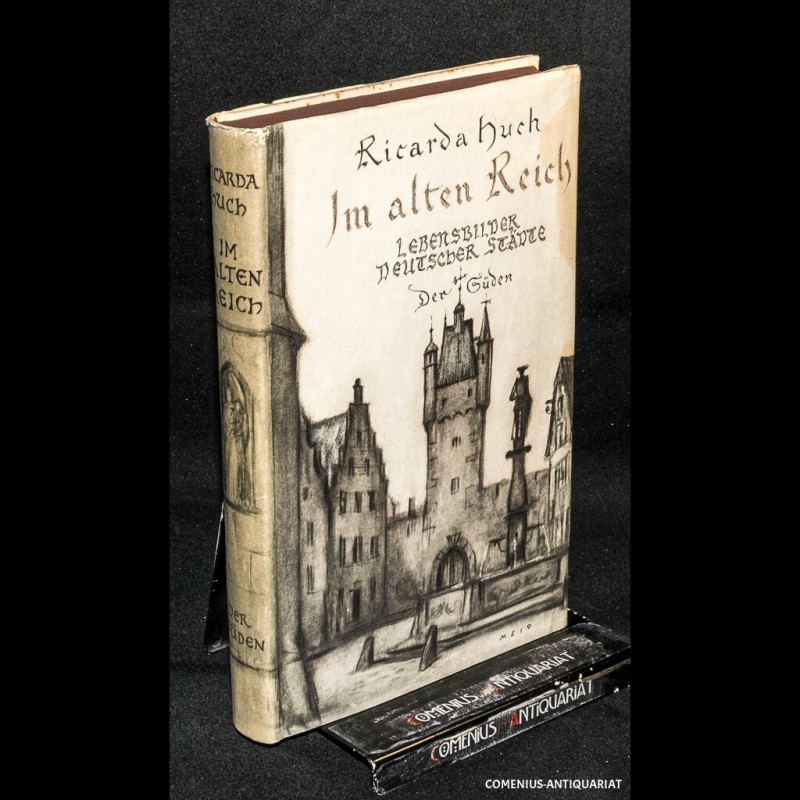 Ricarda Huch
Im alten Reich
LEBENSBILDER
DEUTSCHER STÄDTE
Der Süden
RICARDA
HUCH
IM
ALTEN
REICH
DER
SÜDEN
MEID
COMENIUS ANTIQUARIAT
COMENIUS ANTIQUARIAT
COMENIUS-ANTIQUARIAT